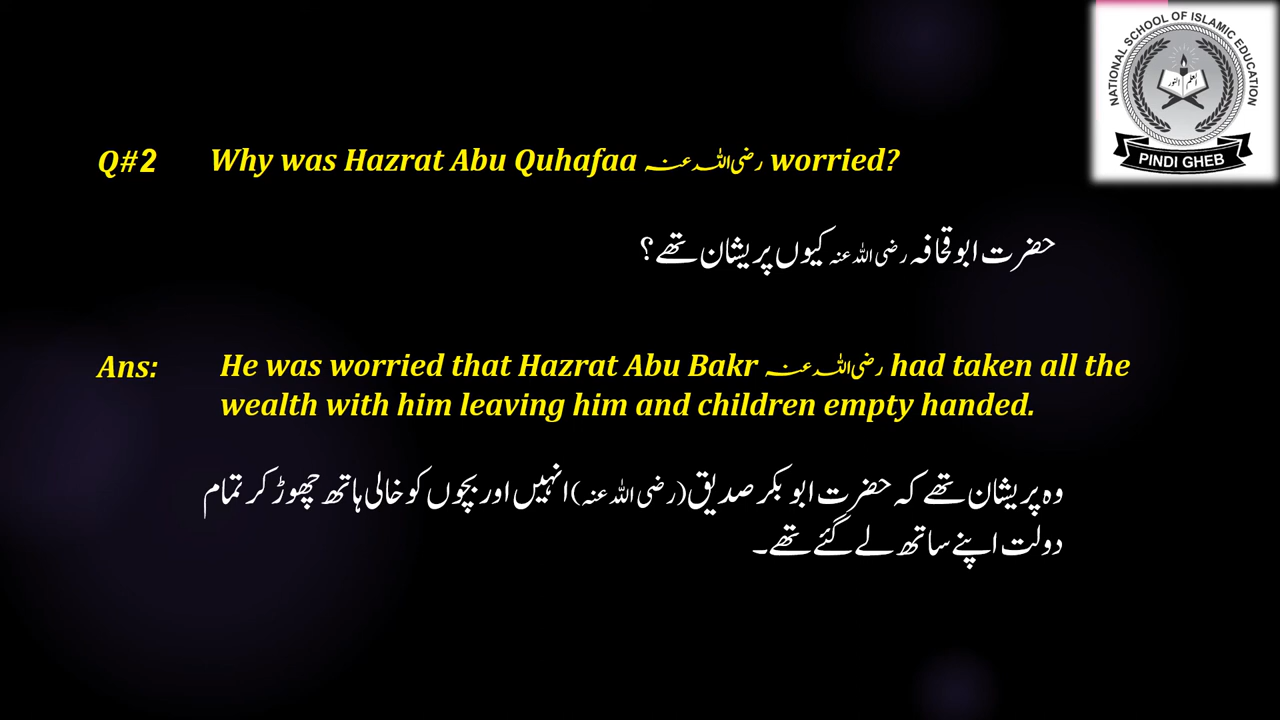 NATIONAL SCHOOL OF ISLAMIC EDUCATION
PINDI GHEB
Q#2 Why was Hazrat Abu Quhafaa رضی اللہ عنہ worried?
حضرت ابو قحافہ رضی اللہ عنہ کیوں پریشان تھے؟
Ans: He was worried that Hazrat Abu Bakr رضی اللہ عنہ had taken all the
wealth with him leaving him and children empty handed.
وہ پریشان تھے کہ حضرت ابو بکر صدیق(رضی اللہ عنہ)انہیں اور بچوں کو خالی ہاتھ چھوڑ کر تمام
دولت اپنے ساتھ لے گئے تھے۔